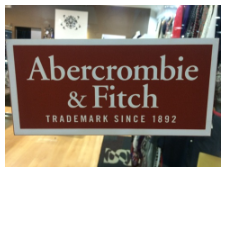 Abercrombie
& Fitch
TRADEMARK SINCE 1892